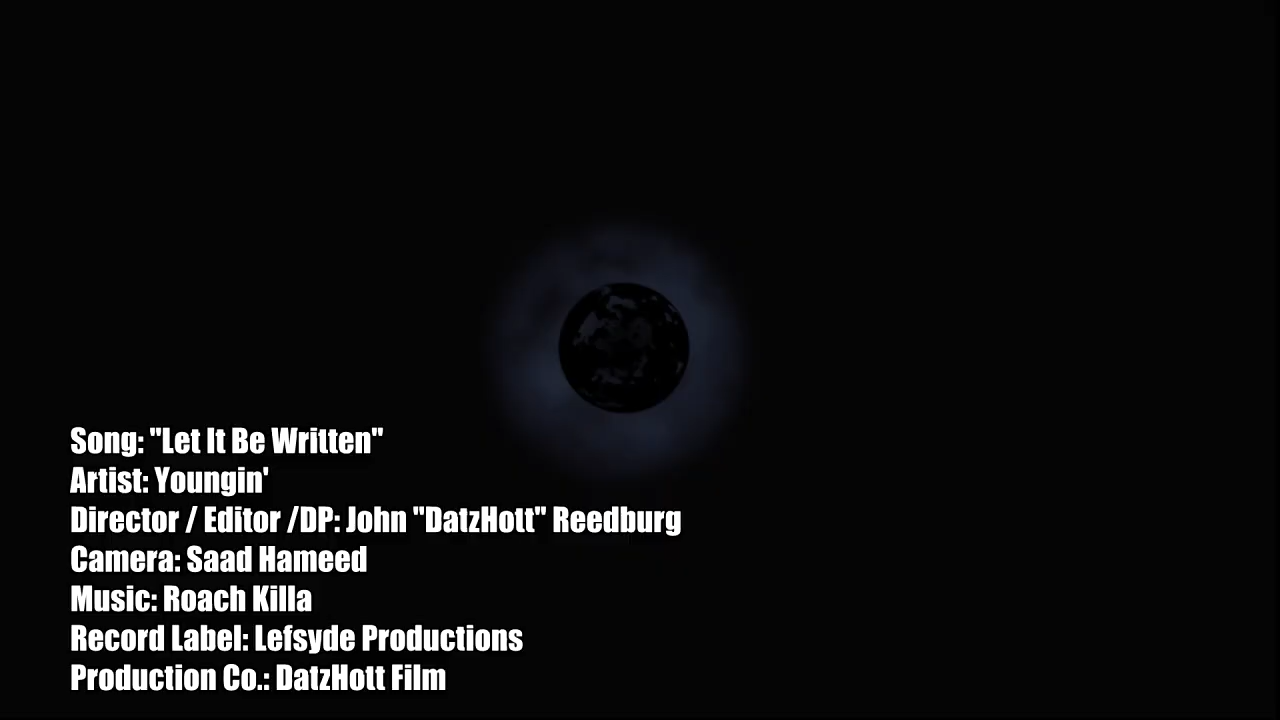 Song: "Let It Be Written"
Artist: Youngin'
Director / Editor /DP: John "DatzHott" Reedburg
Camera: Saad Hameed
Music: Roach Killa
Record Label: Lefsyde Productions
Production Co.: DatzHott Film